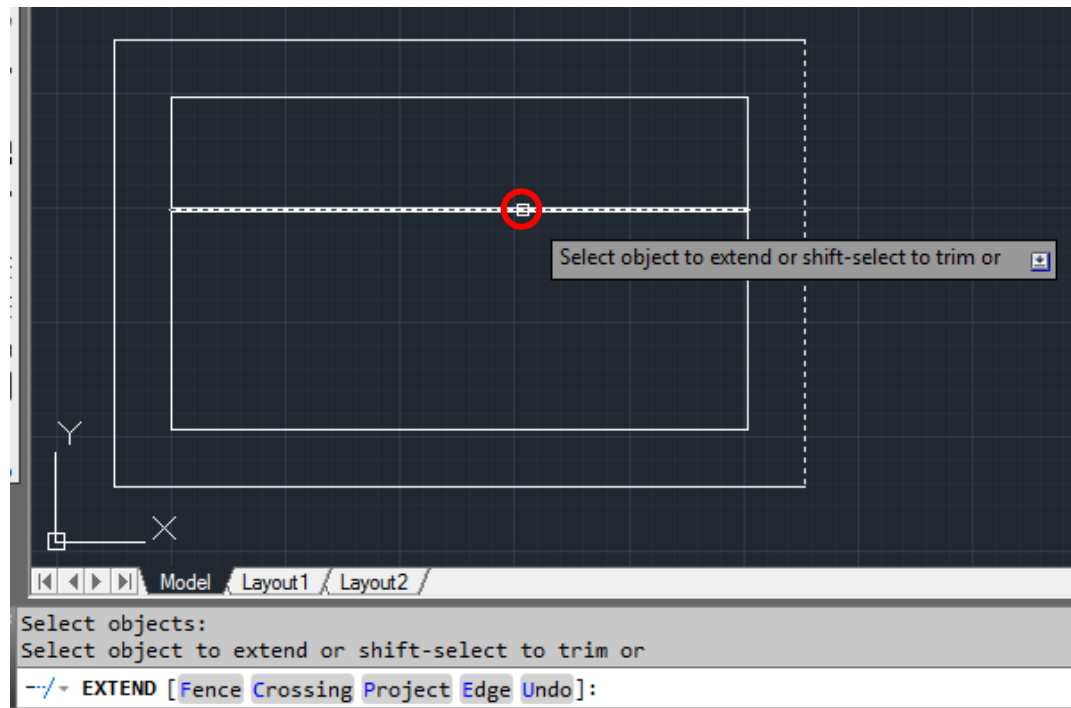 Select object to extend or shift-select to trim or
Y
X
Model Layout1 Layout2
Select objects:
Select object to extend or shift-select to trim or
EXTEND [Fence Crossing Project Edge Undo]: